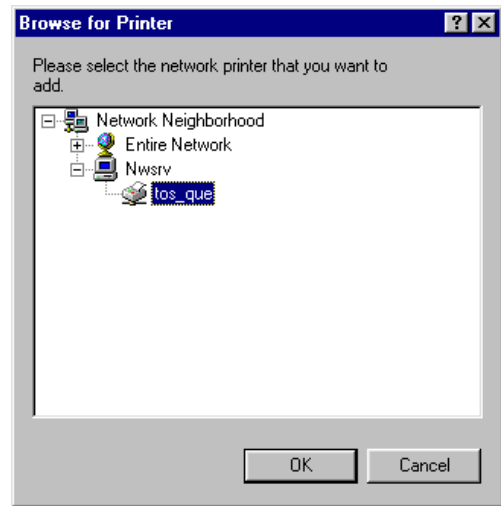 Browse for Printer
Please select the network printer that you want to
add.
Network Neighborhood
Entire Network
Nwsrv
tos_que
OK Cancel